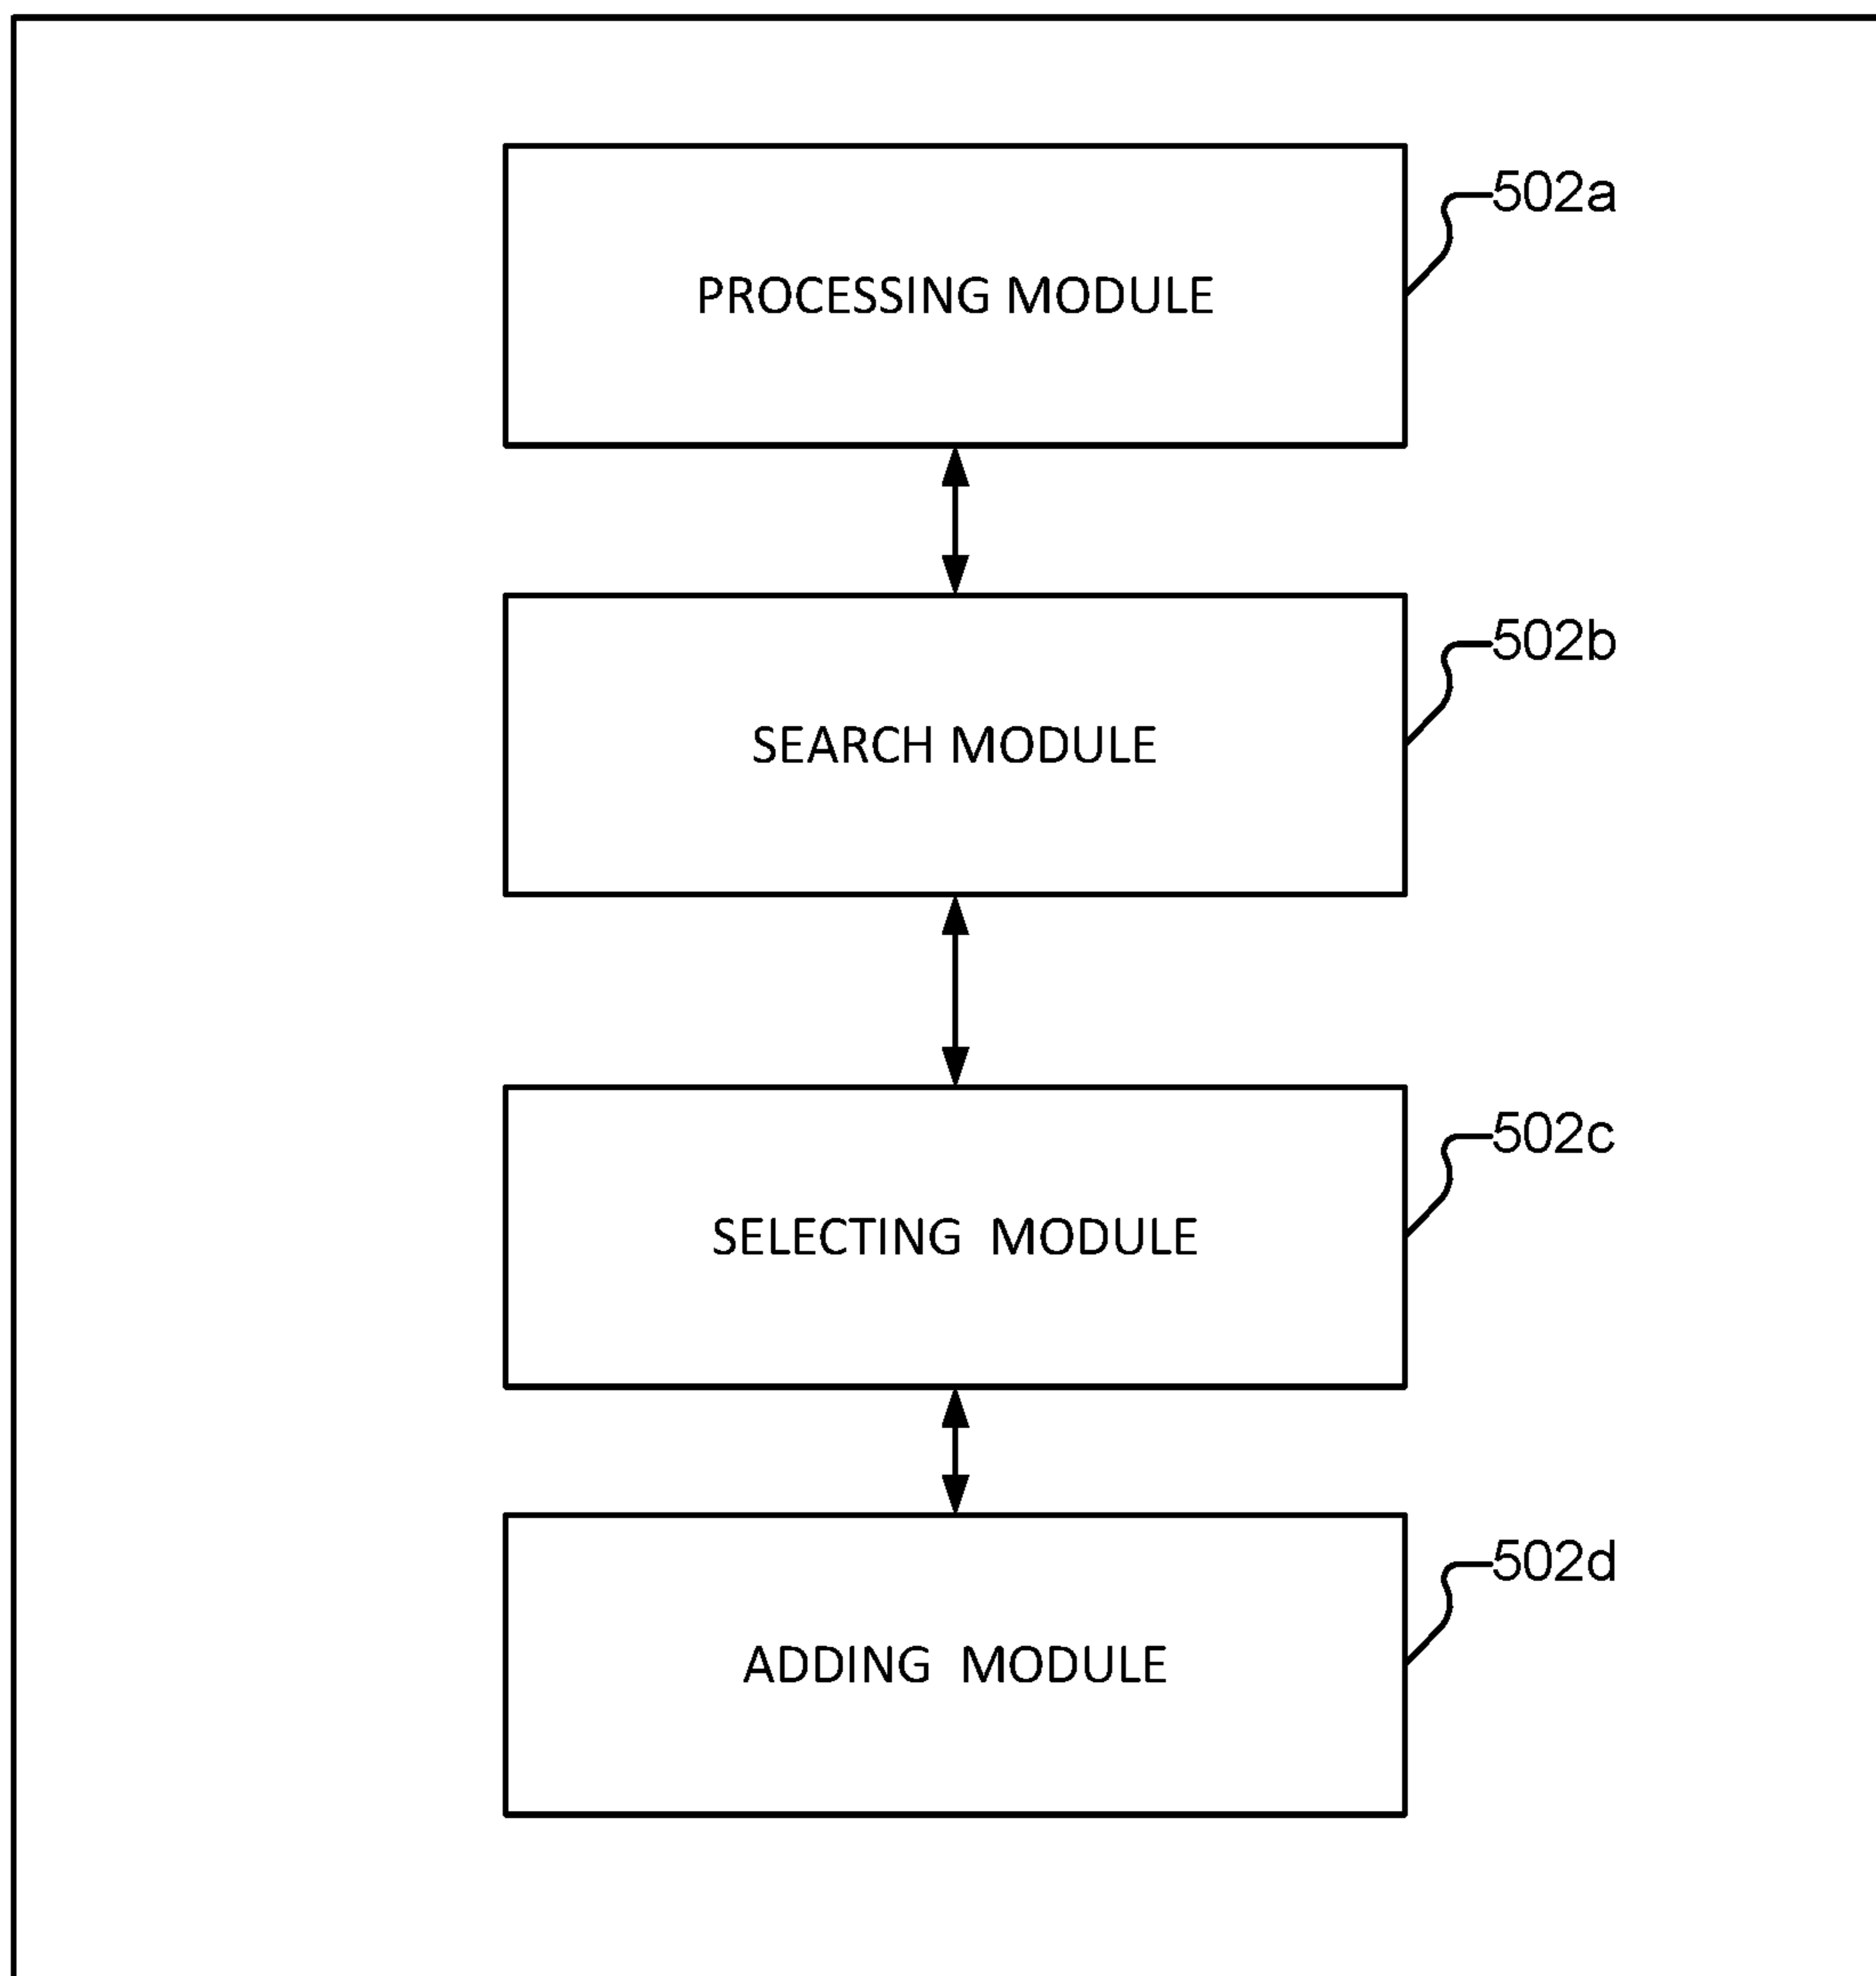 502a
PROCESSING MODULE
502b
SEARCH MODULE
502c
SELECTING MODULE
502d
ADDING MODULE